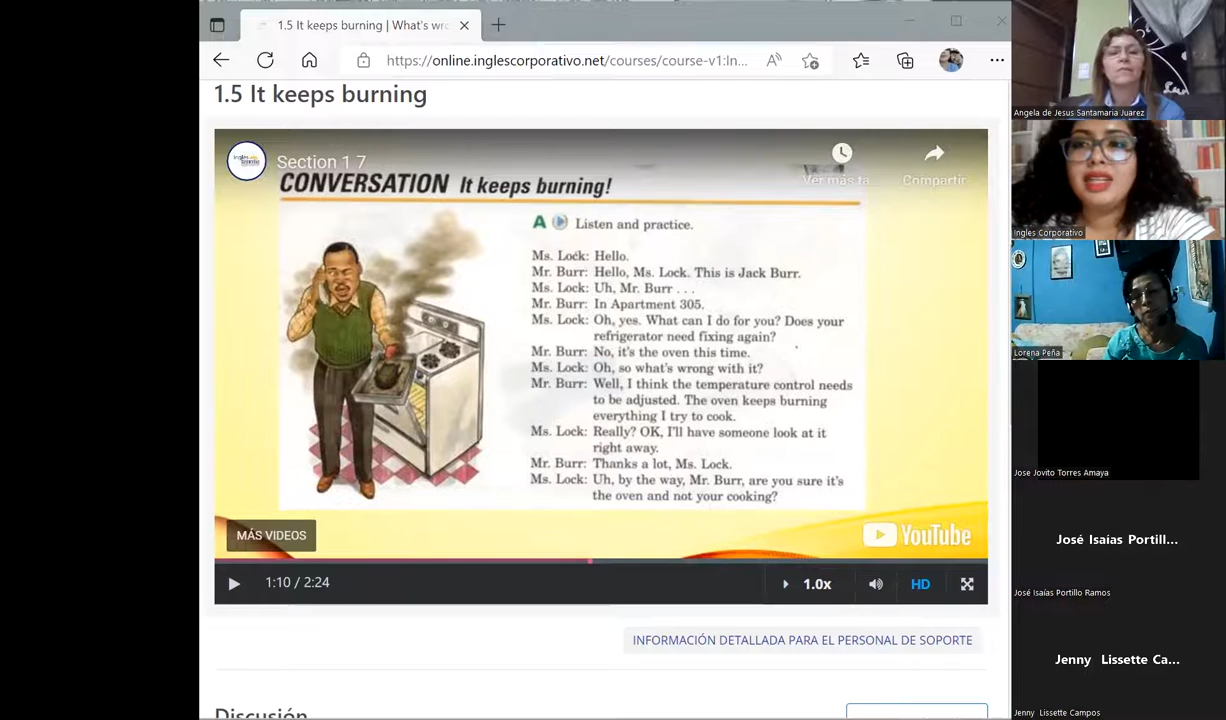 1.5 It keeps burning | What's wro
https://online.inglescorporativo.net/courses/course-v1:In...
1.5 It keeps burning
Section 1 7
Ver más ta...
Compartir
CONVERSATION It keeps burning!
A Listen and practice.
Ms. Lock: Hello.
Mr. Burr: Hello, Ms. Lock. This is Jack Burr.
Ms. Lock: Uh, Mr. Burr . . .
Mr. Burr: In Apartment 305.
Ms. Lock: Oh, yes. What can I do for you? Does your
refrigerator need fixing again?
Mr. Burr: No, it's the oven this time.
Ms. Lock: Oh, so what's wrong with it?
Mr. Burr: Well, I think the temperature control needs
to be adjusted. The oven keeps burning
everything I try to cook.
Ms. Lock: Really? OK, I'll have someone look at it
right away.
Mr. Burr: Thanks a lot, Ms. Lock.
Ms. Lock: Uh, by the way, Mr. Burr, are you sure it's
the oven and not your cooking?
MÁS VIDEOS
YouTube
1:10 / 2:24
1.0x
HD
INFORMACIÓN DETALLADA PARA EL PERSONAL DE SOPORTE
Discusión
Angela de Jesus Santamaria Juarez
Ingles Corporativo
Lorena Peña
Jose Jovito Torres Amaya
José Isaías Portill...
José Isaías Portillo Ramos
Jenny Lissette Ca...
Jenny Lissette Campos